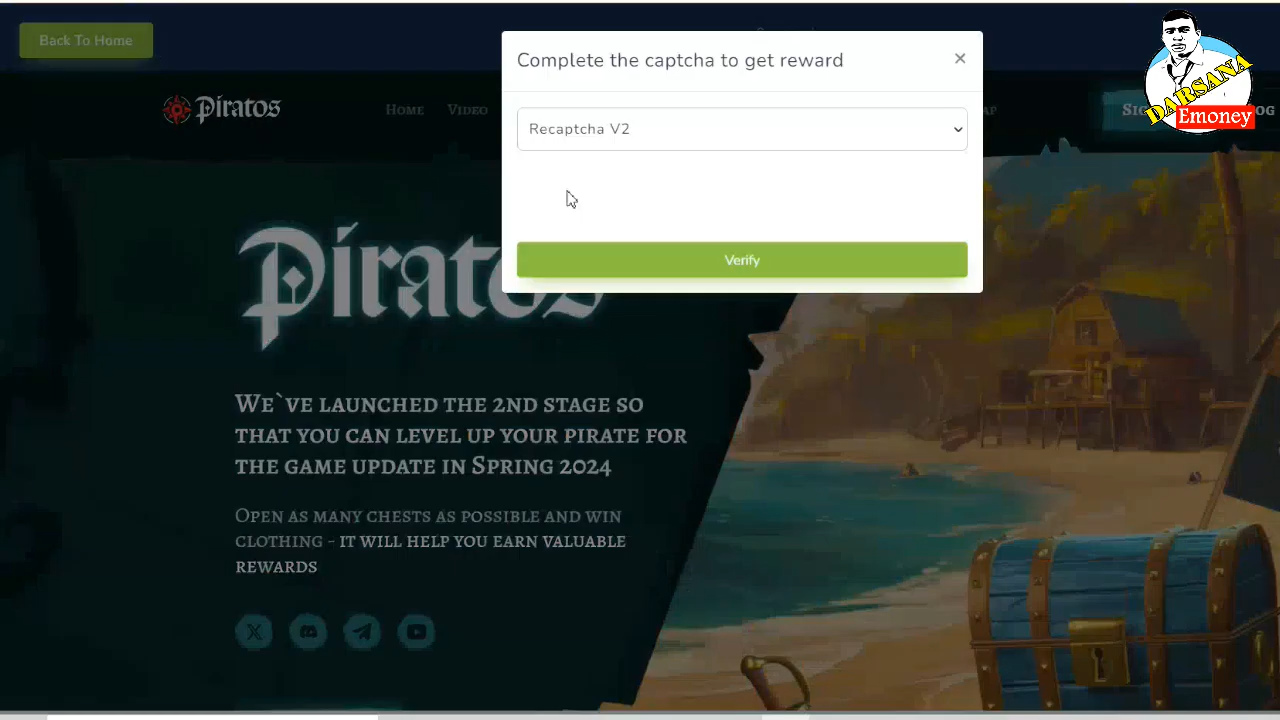 Back To Home
Complete the captcha to get reward
×
DARSANA
Emoney
Piratos
Home Video
Recaptcha V2
Verify
Piratos
We`ve launched the 2nd stage so
that you can level up your pirate for
the game update in Spring 2024
Open as many chests as possible and win
clothing - it will help you earn valuable
rewards